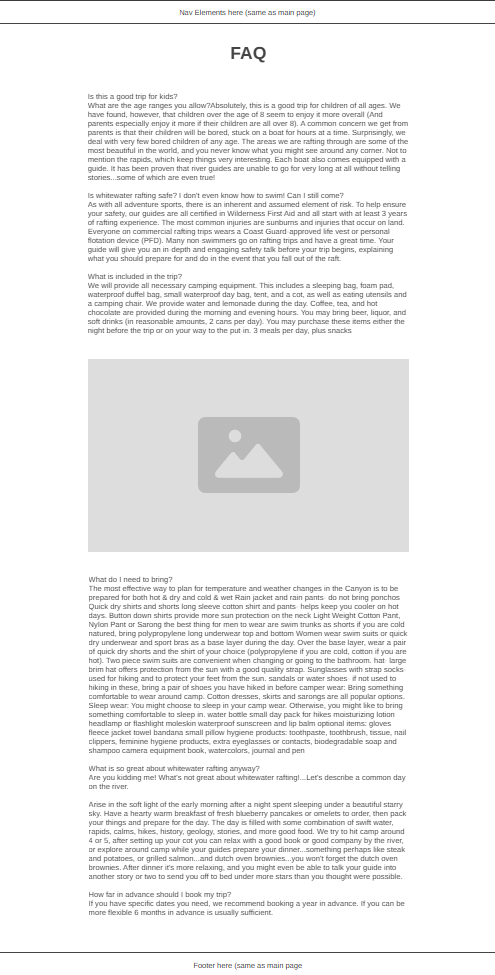 Nav Elements here (same as main page)
FAQ
Is this a good trip for kids?
What are the age ranges you allow?Absolutely, this is a good trip for children of all ages. We
have found, however, that children over the age of 8 seem to enjoy it more overall (And
parents especially enjoy it more if their children are all over 8). A common concern we get from
parents is that their children will be bored, stuck on a boat for hours at a time. Surprisingly, we
deal with very few bored children of any age. The areas we are rafting through are some of the
most beautiful in the world, and you never know what you might see around any corner. Not to
mention the rapids, which keep things very interesting. Each boat also comes equipped with a
guide. It has been proven that river guides are unable to go for very long at all without telling
stories...some of which are even true!
Is whitewater rafting safe? I don't even know how to swim! Can I still come?
As with all adventure sports, there is an inherent and assumed element of risk. To help ensure
your safety, our guides are all certified in Wilderness First Aid and all start with at least 3 years
of rafting experience. The most common injuries are sunburns and injuries that occur on land.
Everyone on commercial rafting trips wears a Coast Guard approved life vest or personal
flotation device (PFD). Many non swimmers go on rafting trips and have a great time. Your
guide will give you an in depth and engaging safety talk before your trip begins, explaining
what you should prepare for and do in the event that you fall out of the raft.
What is included in the trip?
We will provide all necessary camping equipment. This includes a sleeping bag, foam pad,
waterproof duffel bag, small waterproof day bag, tent, and a cot, as well as eating utensils and
a camping chair. We provide water and lemonade during the day. Coffee, tea, and hot
chocolate are provided during the morning and evening hours. You may bring beer, liquor, and
soft drinks (in reasonable amounts, 2 cans per day). You may purchase these items either the
night before the trip or on your way to the put in. 3 meals per day, plus snacks
What do I need to bring?
The most effective way to plan for temperature and weather changes in the Canyon is to be
prepared for both hot & dry and cold & wet Rain jacket and rain pants- do not bring ponchos
Quick dry shirts and shorts long sleeve cotton shirt and pants- helps keep you cooler on hot
days. Button down shirts provide more sun protection on the neck Light Weight Cotton Pant,
Nylon Pant or Sarong the best thing for men to wear are swim trunks as shorts if you are cold
natured, bring polypropylene long underwear top and bottom Women wear swim suits or quick
dry underwear and sport bras as a base layer during the day. Over the base layer, wear a pair
of quick dry shorts and the shirt of your choice (polypropylene if you are cold, cotton if you are
hot). Two piece swim suits are convenient when changing or going to the bathroom. hat- large
brim hat offers protection from the sun with a good quality strap. Sunglasses with strap socks
used for hiking and to protect your feet from the sun. sandals or water shoes- if not used to
hiking in these, bring a pair of shoes you have hiked in before camper wear: Bring something
comfortable to wear around camp. Cotton dresses, skirts and sarongs are all popular options.
Sleep wear: You might choose to sleep in your camp wear. Otherwise, you might like to bring
something comfortable to sleep in. water bottle small day pack for hikes moisturizing lotion
headlamp or flashlight moleskin waterproof sunscreen and lip balm optional items: gloves
fleece jacket towel bandana small pillow hygiene products: toothpaste, toothbrush, tissue, nail
clippers, feminine hygiene products, extra eyeglasses or contacts, biodegradable soap and
shampoo camera equipment book, watercolors, journal and pen
What is so great about whitewater rafting anyway?
Are you kidding me! What's not great about whitewater rafting!...Let's describe a common day
on the river.
Arise in the soft light of the early morning after a night spent sleeping under a beautiful starry
sky. Have a hearty warm breakfast of fresh blueberry pancakes or omelets to order, then pack
your things and prepare for the day. The day is filled with some combination of swift water,
rapids, calms, hikes, history, geology, stories, and more good food. We try to hit camp around
4 or 5, after setting up your cot you can relax with a good book or good company by the river,
or explore around camp while your guides prepare your dinner...something perhaps like steak
and potatoes, or grilled salmon...and dutch oven brownies...you won't forget the dutch oven
brownies. After dinner it's more relaxing, and you might even be able to talk your guide into
another story or two to send you off to bed under more stars than you thought were possible.
How far in advance should I book my trip?
If you have specific dates you need, we recommend booking a year in advance. If you can be
more flexible 6 months in advance is usually sufficient.
Footer here (same as main page